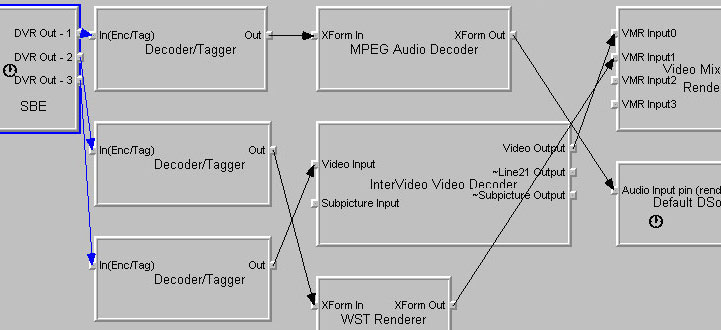 DVR Out - 1
DVR Out - 2
DVR Out - 3
SBE
In(Enc/Tag)
Out
Decoder/Tagger
In(Enc/Tag)
Out
Decoder/Tagger
In(Enc/Tag)
Out
Decoder/Tagger
XForm In
XForm Out
MPEG Audio Decoder
Video Input
Subpicture Input
InterVideo Video Decoder
Video Output
~Line21 Output
~Subpicture Output
XForm In
XForm Out
WST Renderer
VMR Input0
VMR Input1
VMR Input2
VMR Input3
Video Mix
Rende
Audio Input pin (rend
Default DSo